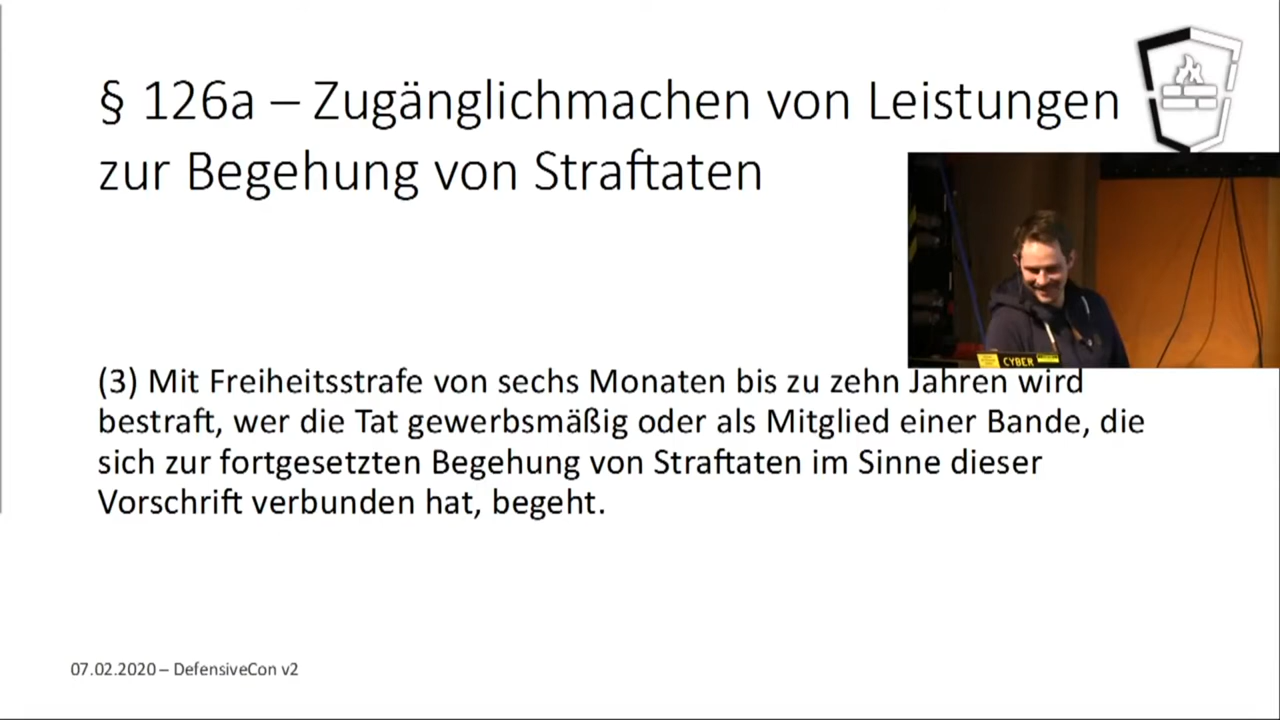 § 126a – Zugänglichmachen von Leistungen
zur Begehung von Straftaten
CYBER
(3) Mit Freiheitsstrafe von sechs Monaten bis zu zehn Jahren wird
bestraft, wer die Tat gewerbsmäßig oder als Mitglied einer Bande, die
sich zur fortgesetzten Begehung von Straftaten im Sinne dieser
Vorschrift verbunden hat, begeht.
07.02.2020 – DefensiveCon v2